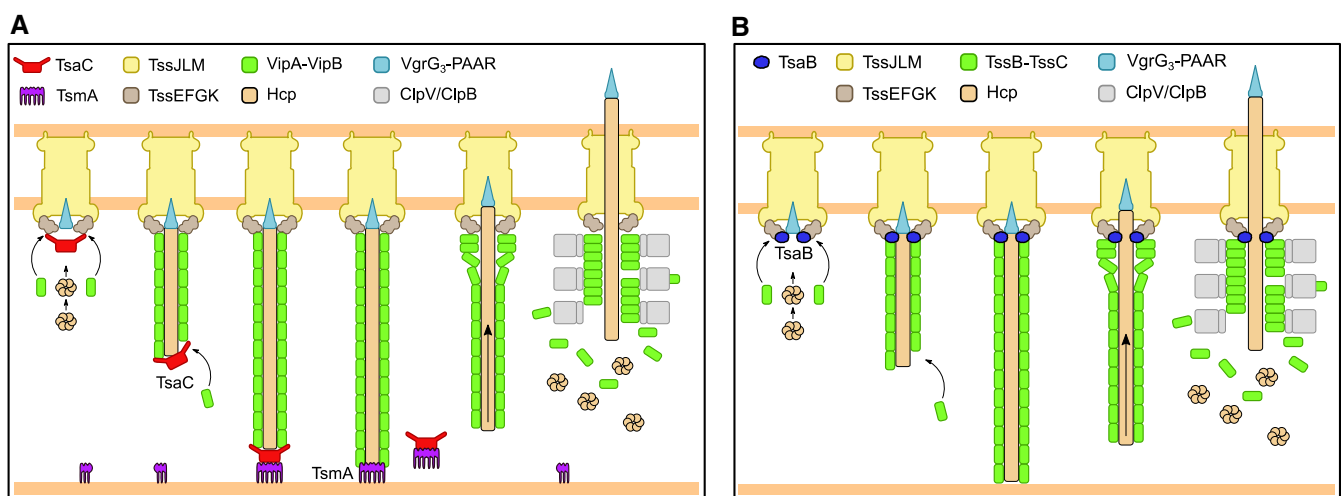 A
TsaC TssJLM VipA-VipB VgrG₃-PAAR
TsmA TssEFGK Hcp ClpV/ClpB
TsaC
TsmA
B
TsaB TssJLM TssB-TssC VgrG₃-PAAR
TssEFGK Hcp ClpV/ClpB
TsaB